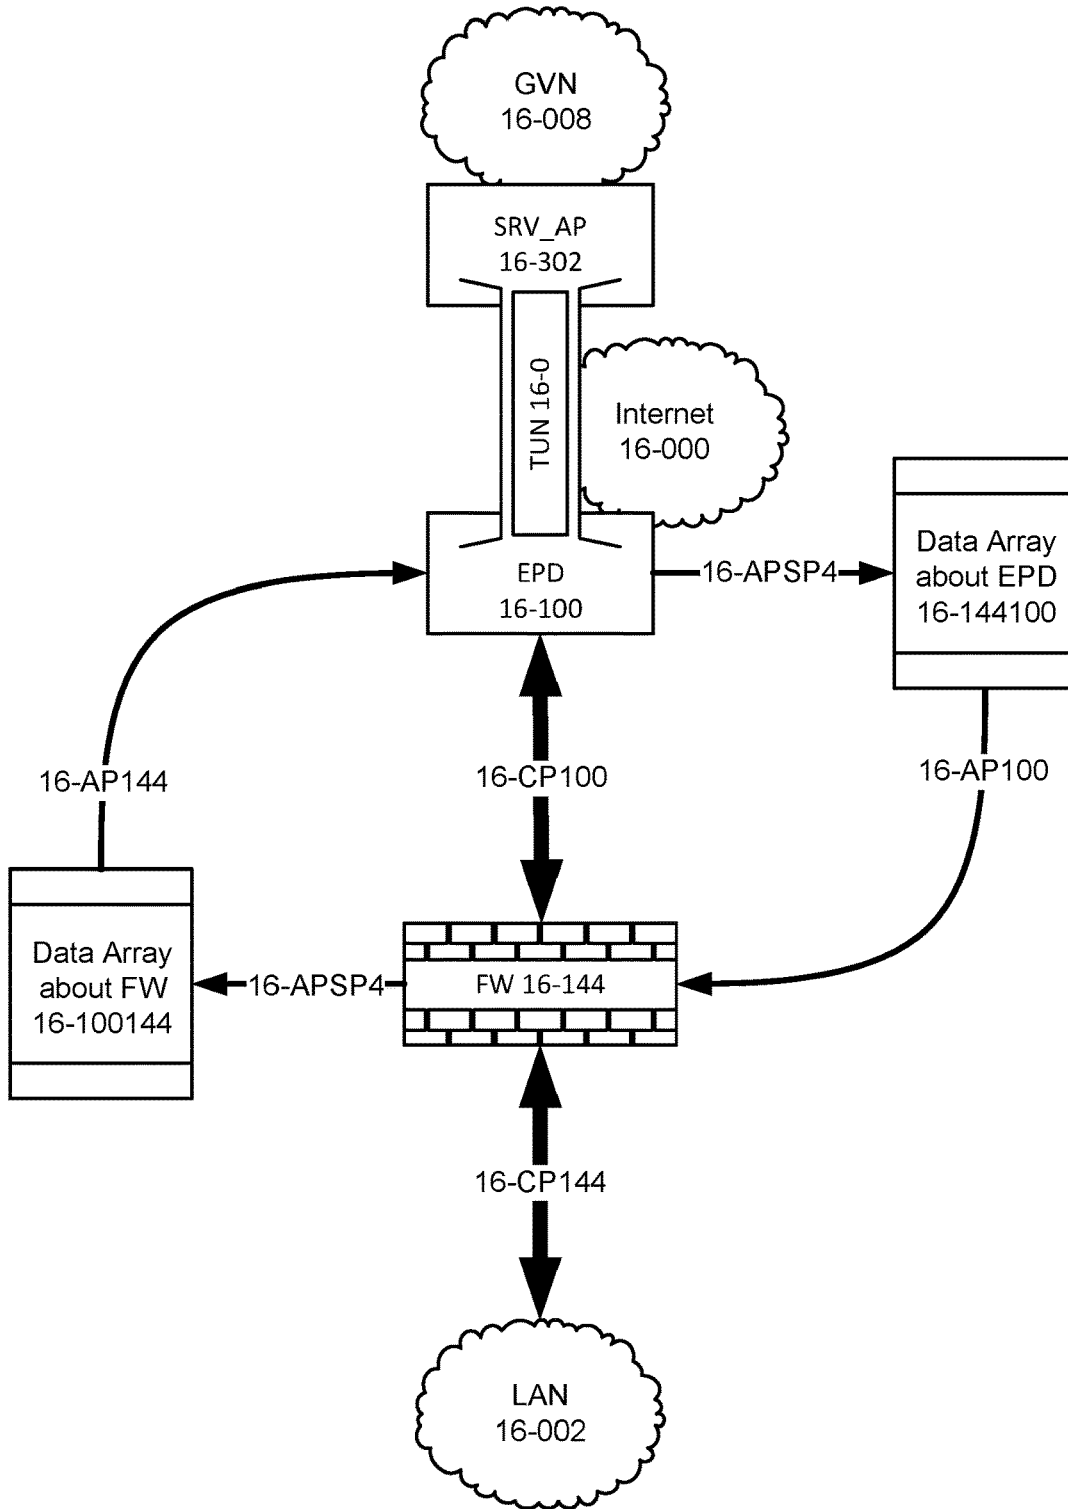 GVN
16-008
SRV_AP
16-302
TUN 16-0
Internet
16-000
EPD
16-100
16-APSP4
Data Array
about EPD
16-144100
16-AP144
16-CP100
16-AP100
Data Array
about FW
16-100144
16-APSP4
FW 16-144
16-CP144
LAN
16-002